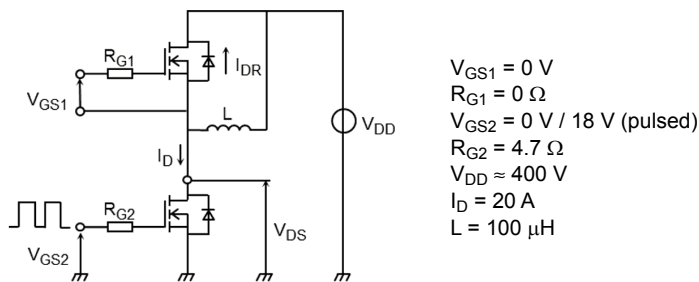 R_G1
I_DR
V_GS1
L
V_DD
I_D
R_G2
V_DS
V_GS2
V_GS1 = 0 V
R_G1 = 0 Ω
V_GS2 = 0 V / 18 V (pulsed)
R_G2 = 4.7 Ω
V_DD ≈ 400 V
I_D = 20 A
L = 100 μH